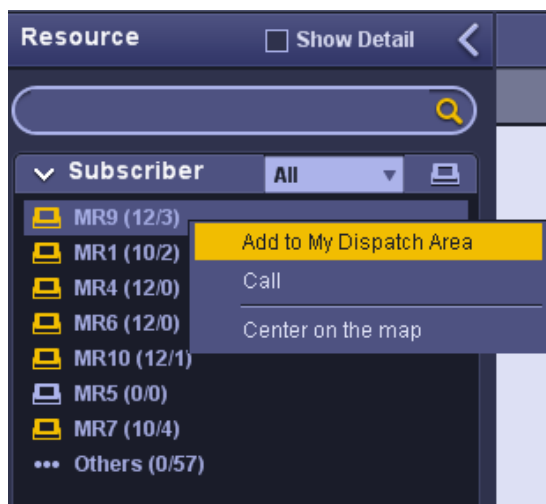 Resource Show Detail
Subscriber All
MR9 (12/3)
MR1 (10/2)
MR4 (12/0)
MR6 (12/0)
MR10 (12/1)
MR5 (0/0)
MR7 (10/4)
Others (0/57)
Add to My Dispatch Area
Call
Center on the map